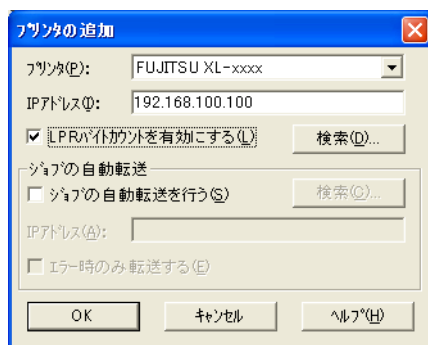 プリンタの追加
プリンタ(P): FUJITSU XL-xxxx
IPアドレス(I): 192.168.100.100
LPRバイトカウントを有効にする(L) 検索(D)...
ジョブの自動転送
ジョブの自動転送を行う(S) 検索(C)...
IPアドレス(A):
エラー時のみ転送する(E)
OK キャンセル ヘルプ(H)